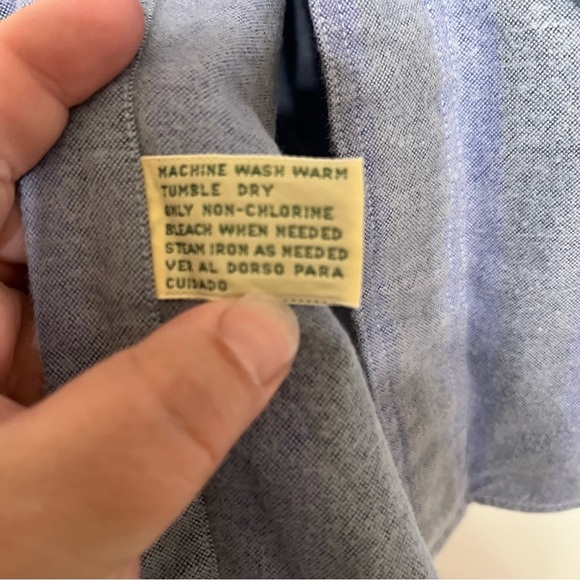 MACHINE WASH WARM
TUMBLE DRY
ONLY NON-CHLORINE
BLEACH WHEN NEEDED
STEAM IRON AS NEEDED
VER AL DORSO PARA
CUIDADO